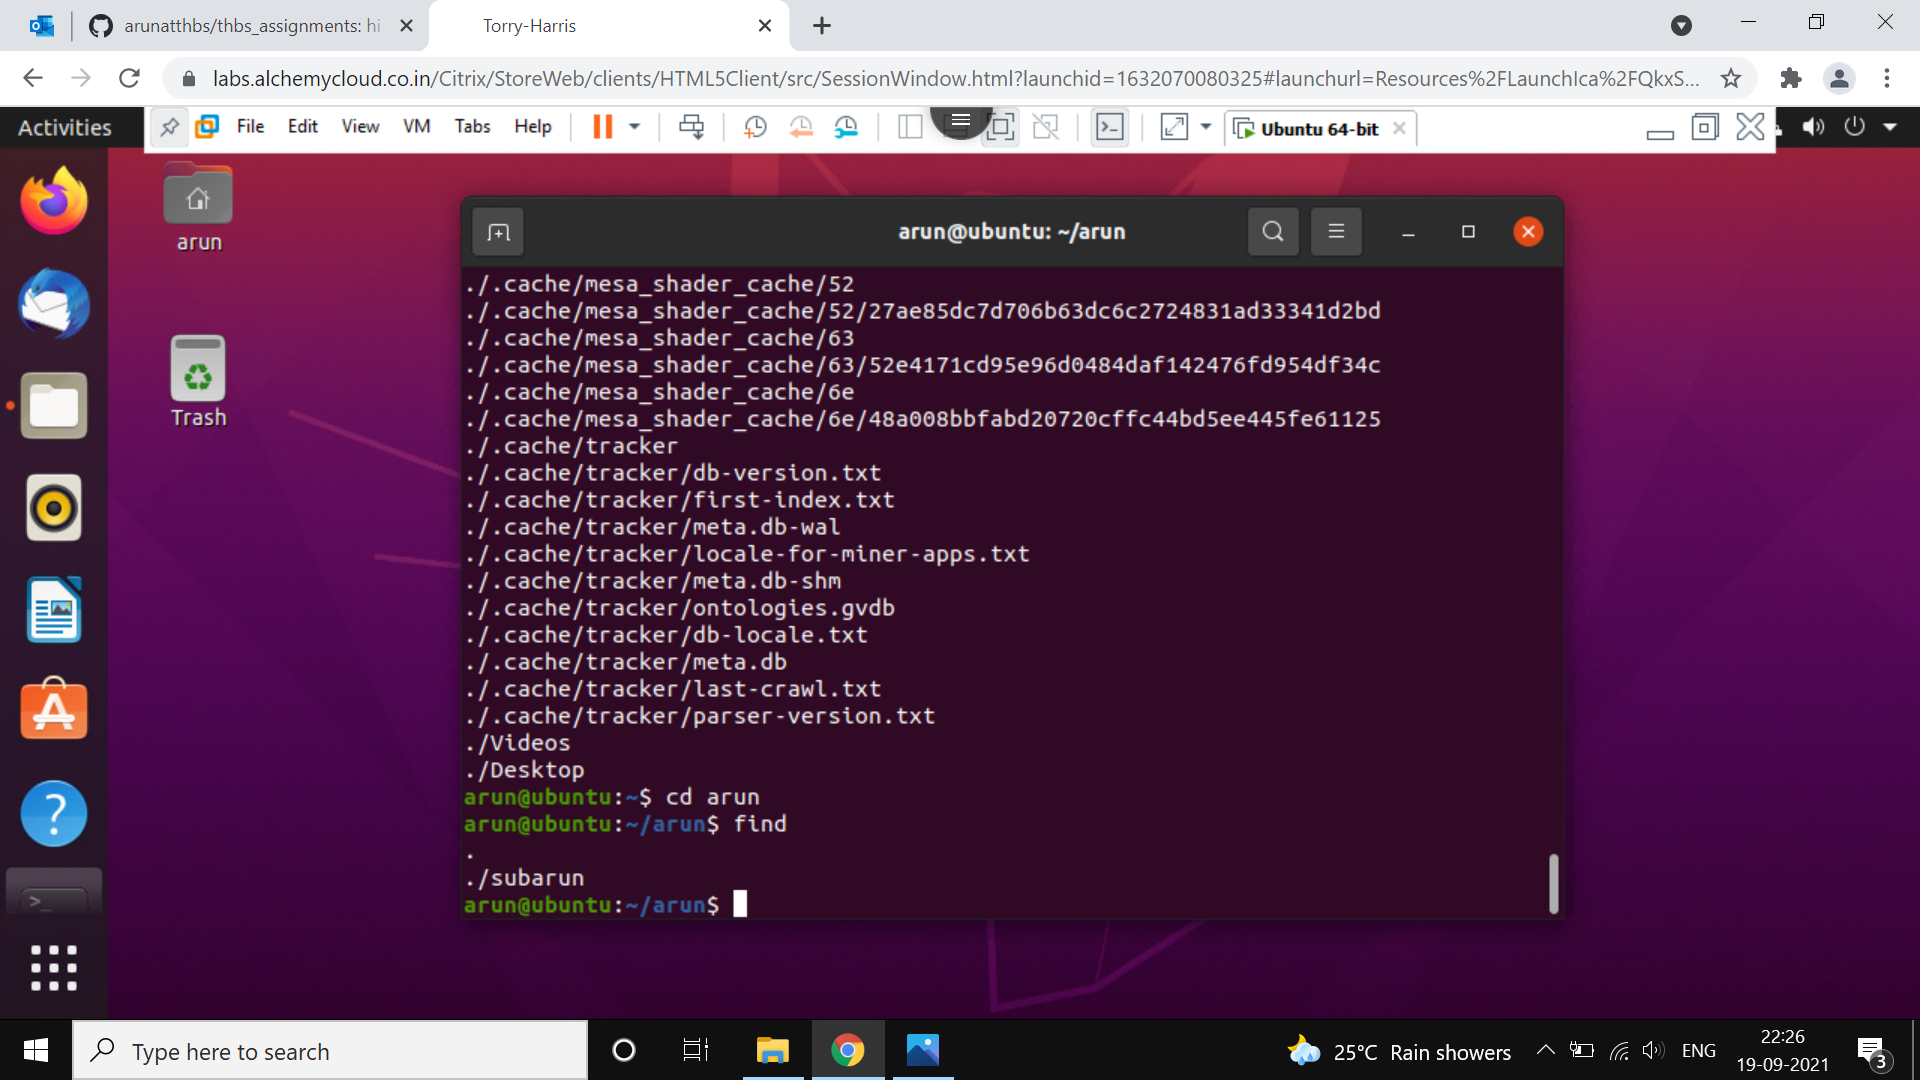 arunatthbs/thbs_assignments: hi
Torry-Harris
labs.alchemycloud.co.in/Citrix/StoreWeb/clients/HTML5Client/src/SessionWindow.html?launchid=1632070080325#launchurl=Resources%2FLaunchIca%2FQkxS...
Activities
File Edit View VM Tabs Help
Ubuntu 64-bit
arun
Trash
arun@ubuntu: ~/arun
./.cache/mesa_shader_cache/52
./.cache/mesa_shader_cache/52/27ae85dc7d706b63dc6c2724831ad33341d2bd
./.cache/mesa_shader_cache/63
./.cache/mesa_shader_cache/63/52e4171cd95e96d0484daf142476fd954df34c
./.cache/mesa_shader_cache/6e
./.cache/mesa_shader_cache/6e/48a008bbfabd20720cffc44bd5ee445fe61125
./.cache/tracker
./.cache/tracker/db-version.txt
./.cache/tracker/first-index.txt
./.cache/tracker/meta.db-wal
./.cache/tracker/locale-for-miner-apps.txt
./.cache/tracker/meta.db-shm
./.cache/tracker/ontologies.gvdb
./.cache/tracker/db-locale.txt
./.cache/tracker/meta.db
./.cache/tracker/last-crawl.txt
./.cache/tracker/parser-version.txt
./Videos
./Desktop
arun@ubuntu:~$ cd arun
arun@ubuntu:~/arun$ find
.
./subarun
arun@ubuntu:~/arun$
Type here to search
25°C Rain showers
ENG
22:26
19-09-2021
3